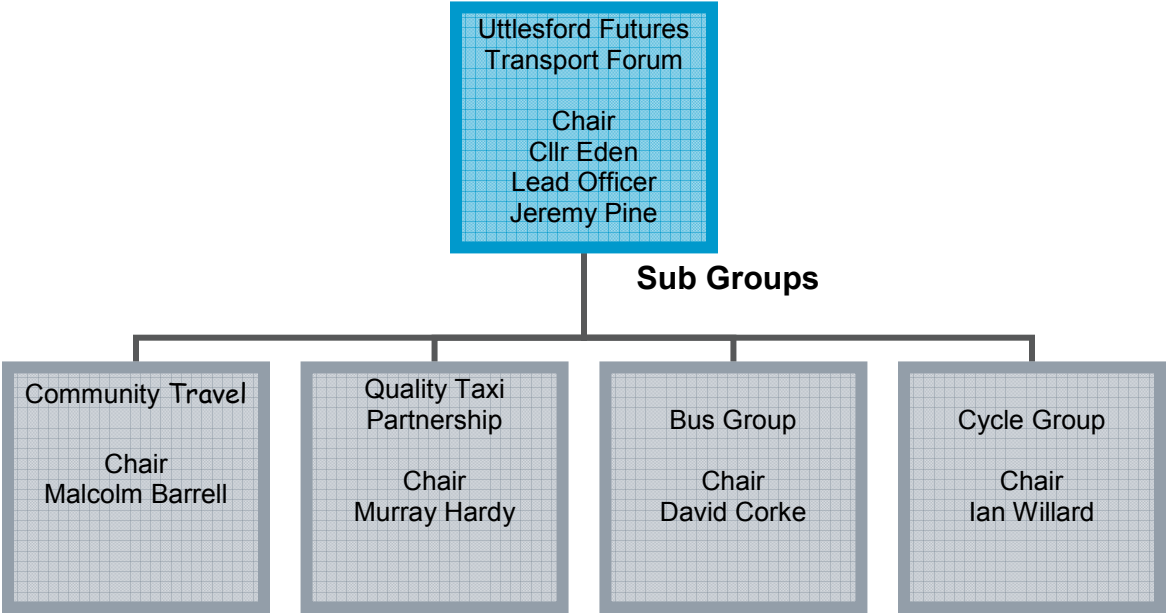 Uttlesford Futures
Transport Forum
Chair
Cllr Eden
Lead Officer
Jeremy Pine
Sub Groups
Community Travel
Chair
Malcolm Barrell
Quality Taxi
Partnership
Chair
Murray Hardy
Bus Group
Chair
David Corke
Cycle Group
Chair
Ian Willard